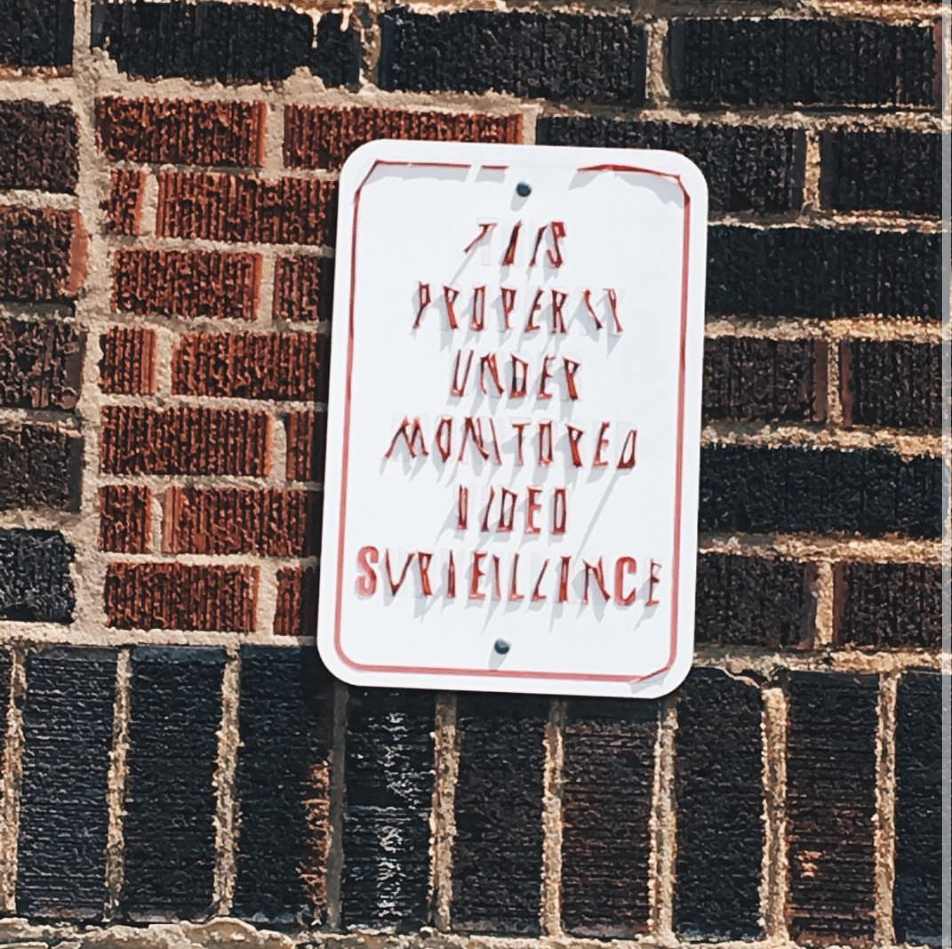 THIS
PROPERTY
UNDER
MONITORED
VIDEO
SURVEILLANCE